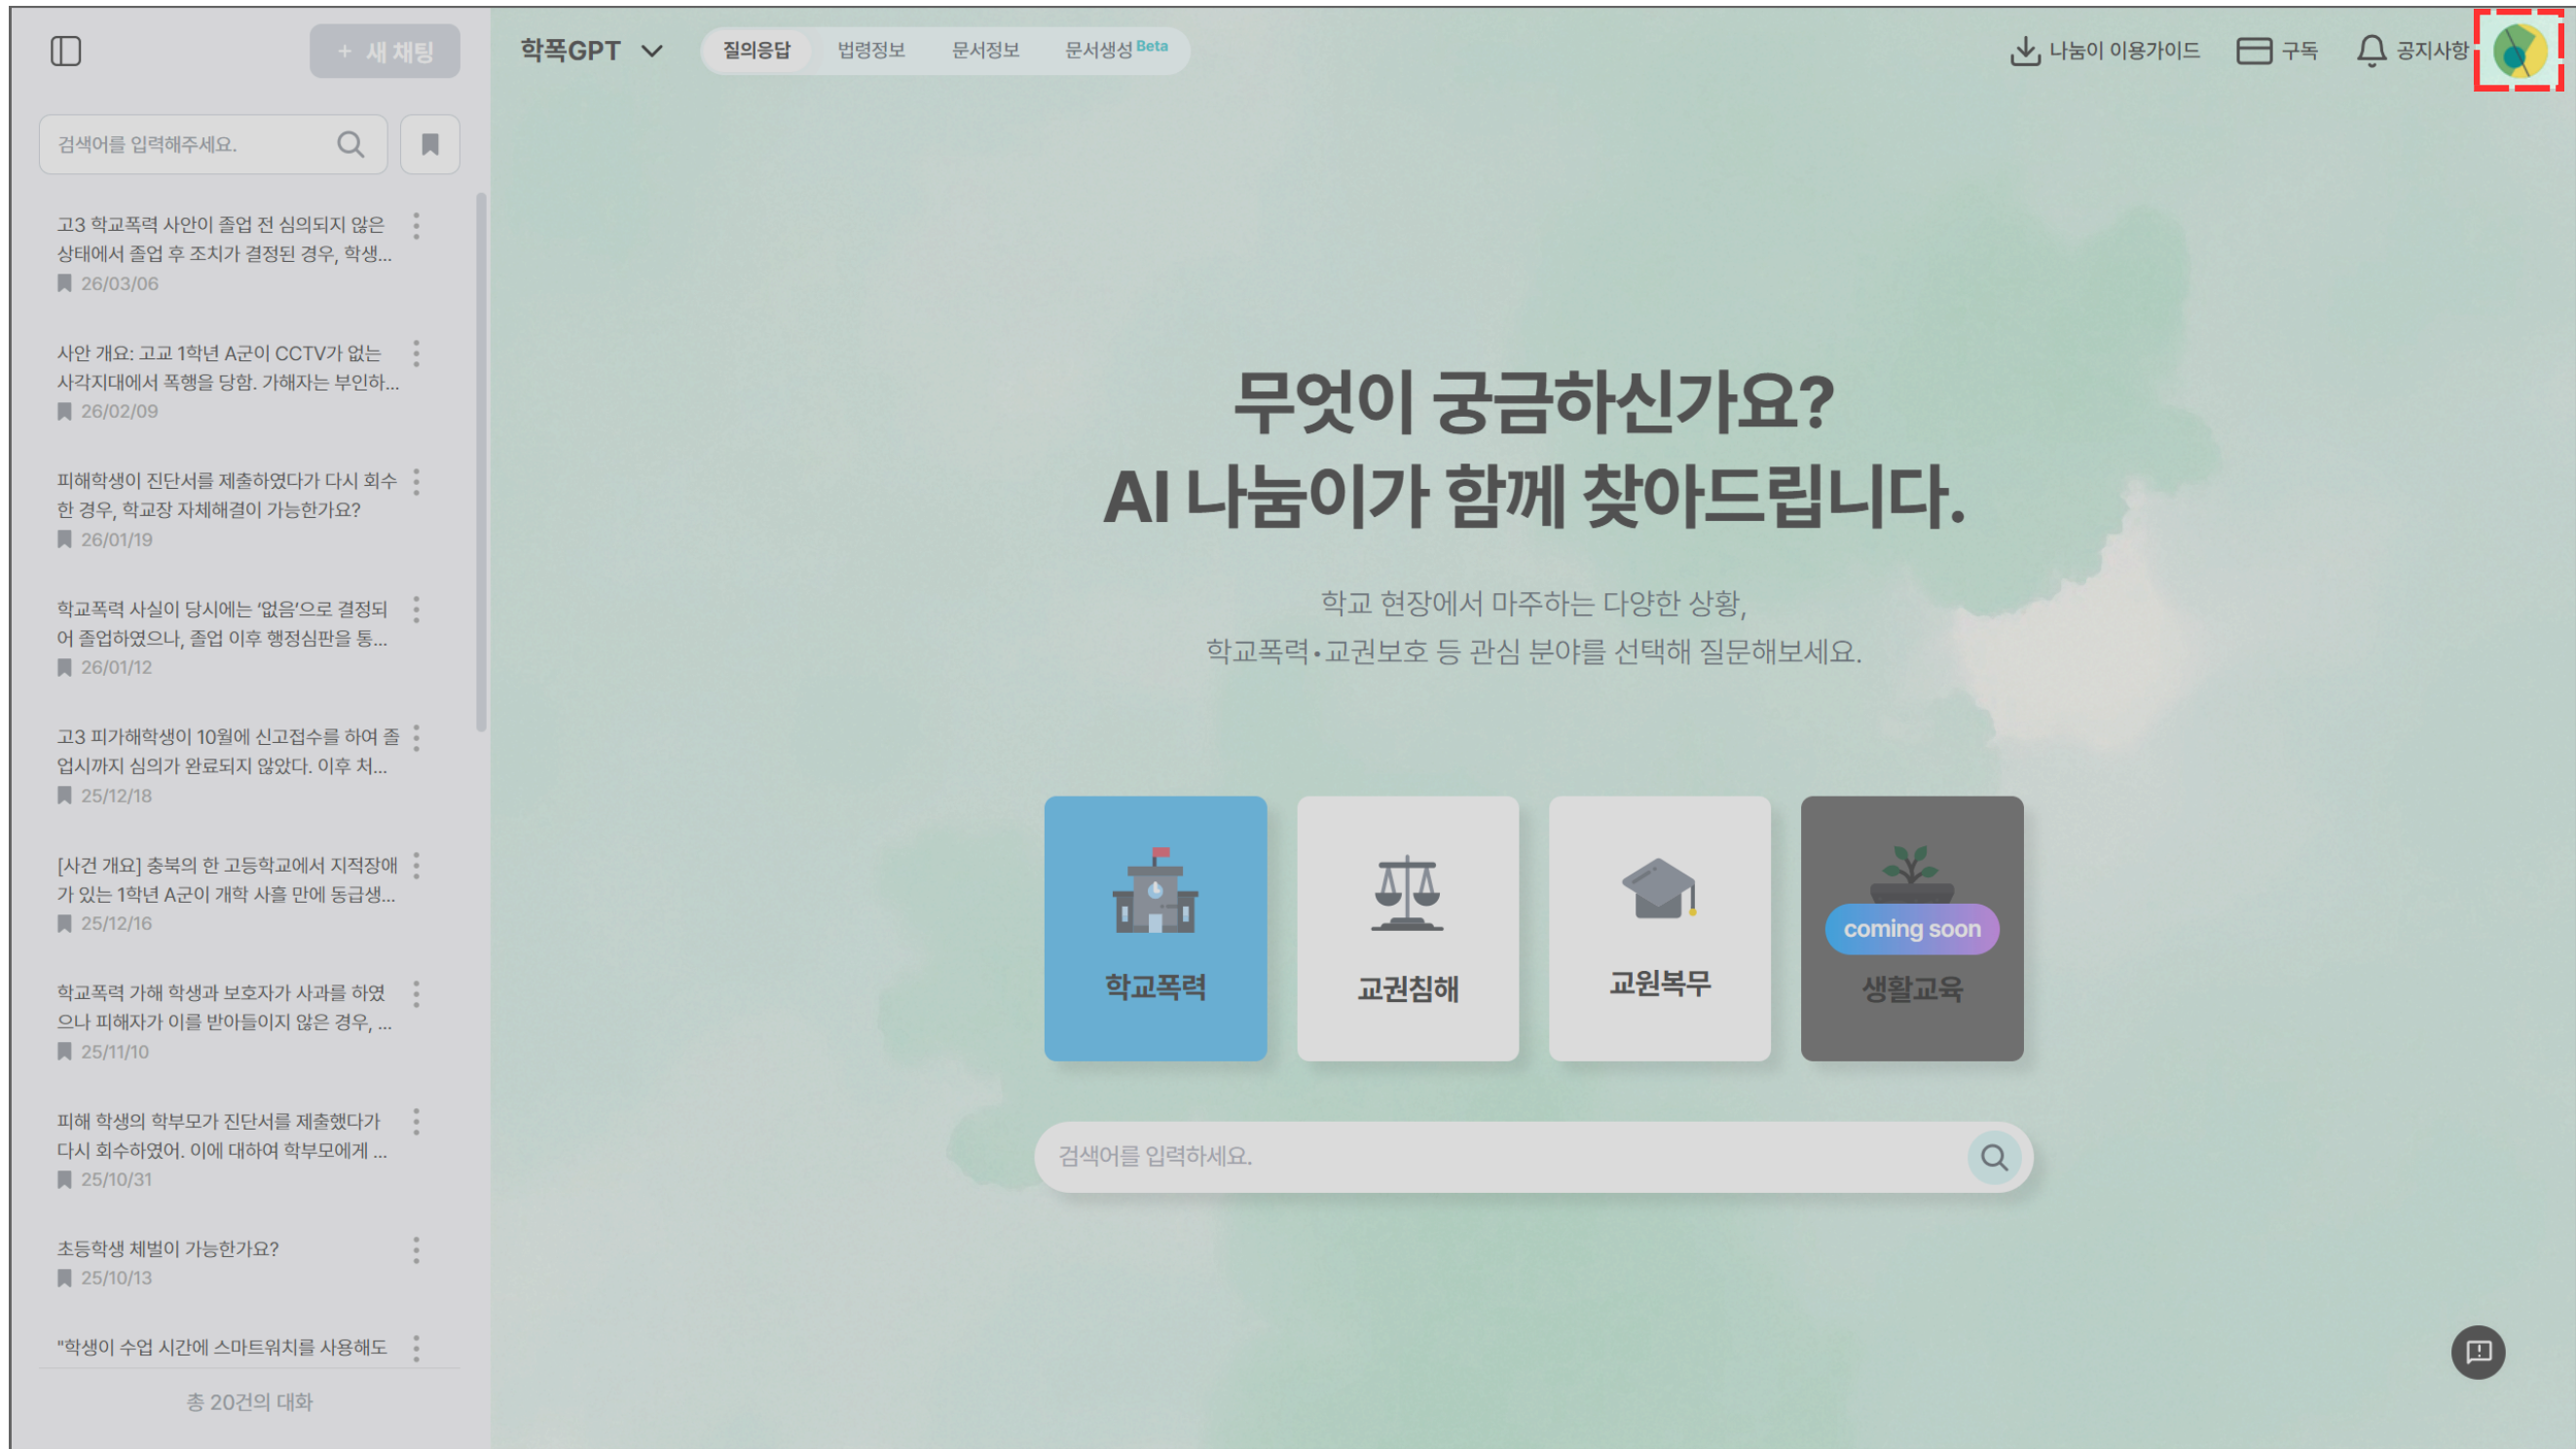 + 새 채팅
검색어를 입력해주세요.
고3 학교폭력 사안이 졸업 전 심의되지 않은
상태에서 졸업 후 조치가 결정된 경우, 학생...
26/03/06
사안 개요: 고교 1학년 A군이 CCTV가 없는
사각지대에서 폭행을 당함. 가해자는 부인하...
26/02/09
피해학생이 진단서를 제출하였다가 다시 회수
한 경우, 학교장 자체해결이 가능한가요?
26/01/19
학교폭력 사실이 당시에는 ‘없음’으로 결정되
어 졸업하였으나, 졸업 이후 행정심판을 통...
26/01/12
고3 피가해학생이 10월에 신고접수를 하여 졸
업시까지 심의가 완료되지 않았다. 이후 처...
25/12/18
[사건 개요] 충북의 한 고등학교에서 지적장애
가 있는 1학년 A군이 개학 사흘 만에 동급생...
25/12/16
학교폭력 가해 학생과 보호자가 사과를 하였
으나 피해자가 이를 받아들이지 않은 경우, ...
25/11/10
피해 학생의 학부모가 진단서를 제출했다가
다시 회수하였어. 이에 대하여 학부모에게 ...
25/10/31
초등학생 체벌이 가능한가요?
25/10/13
"학생이 수업 시간에 스마트워치를 사용해도
총 20건의 대화
학폭GPT
질의응답 법령정보 문서정보 문서생성 Beta
나눔이 이용가이드 구독 공지사항
무엇이 궁금하신가요?
AI 나눔이가 함께 찾아드립니다.
학교 현장에서 마주하는 다양한 상황,
학교폭력•교권보호 등 관심 분야를 선택해 질문해보세요.
coming soon
학교폭력 교권침해 교원복무 생활교육
검색어를 입력하세요.